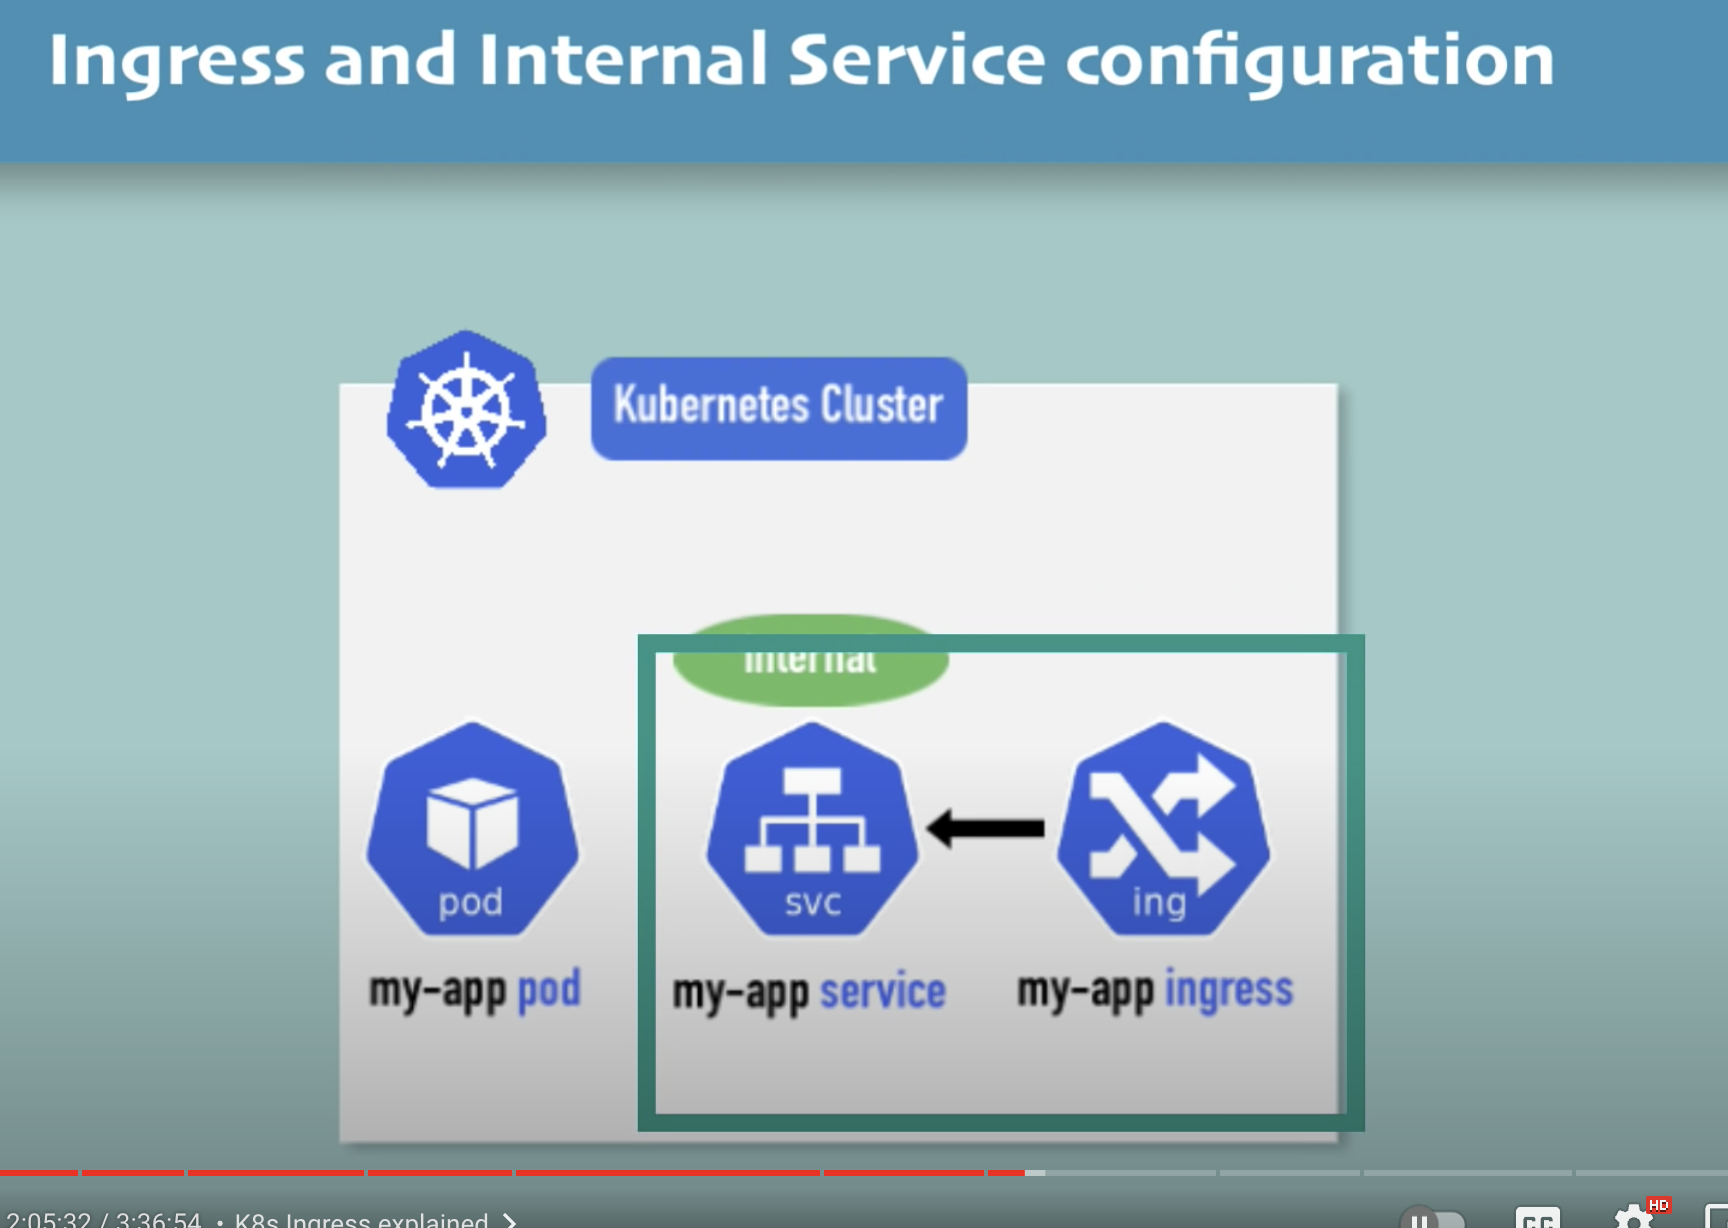 Ingress and Internal Service configuration
Kubernetes Cluster
Internal
pod
svc
ing
my-app pod
my-app service
my-app ingress
2:05:32 / 3:36:54 • K8s Ingress explained
CC
HD